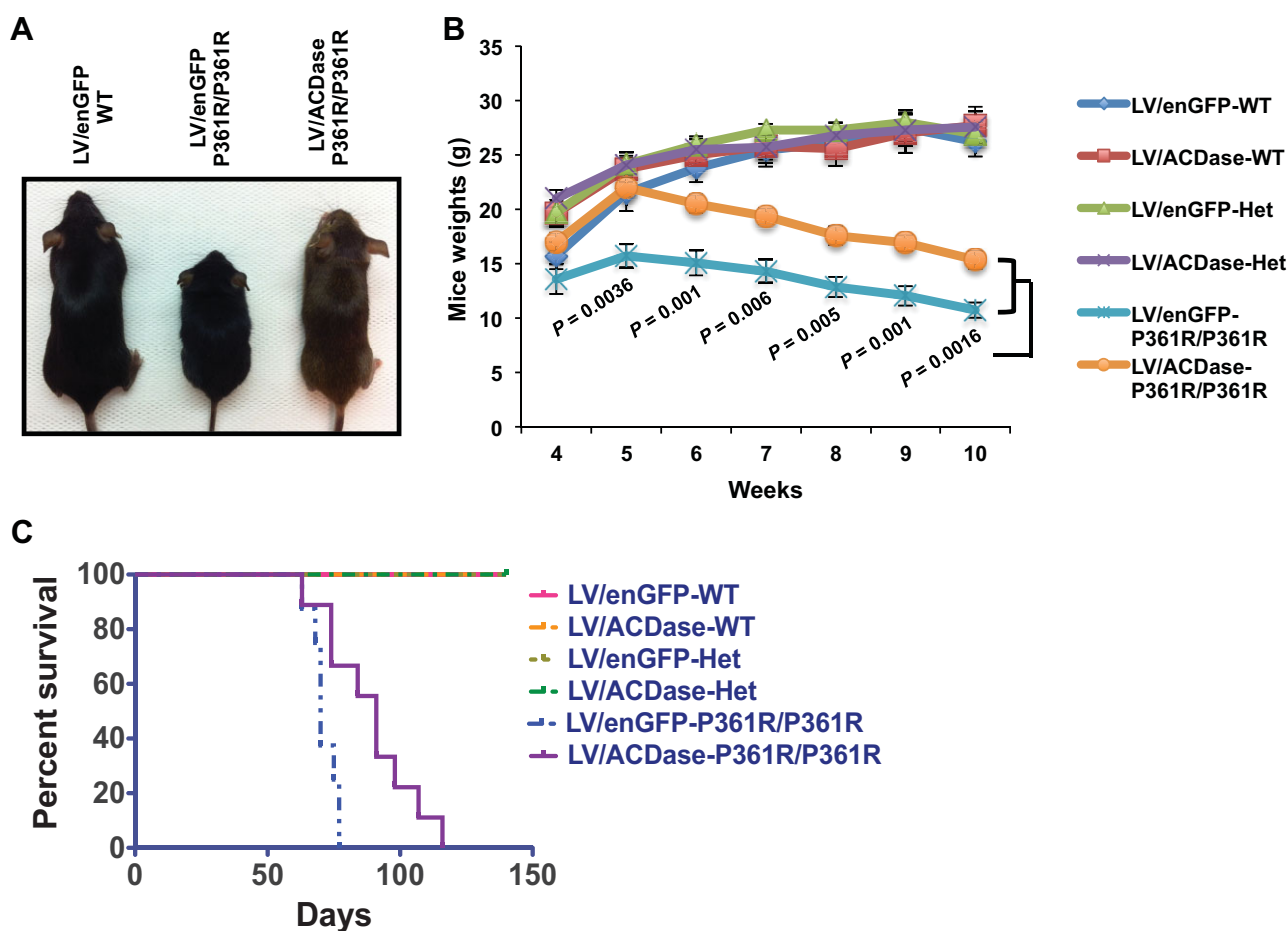 A
LV/enGFP
WT
LV/enGFP
P361R/P361R
LV/ACDase
P361R/P361R
B
Mice weights (g)
35
30
25
20
15
10
5
0
4 5 6 7 8 9 10
Weeks
P = 0.0036
P = 0.001
P = 0.006
P = 0.005
P = 0.001
P = 0.0016
LV/enGFP-WT
LV/ACDase-WT
LV/enGFP-Het
LV/ACDase-Het
LV/enGFP-
P361R/P361R
LV/ACDase-
P361R/P361R
C
Percent survival
100
80
60
40
20
0
0 50 100 150
Days
LV/enGFP-WT
LV/ACDase-WT
LV/enGFP-Het
LV/ACDase-Het
LV/enGFP-P361R/P361R
LV/ACDase-P361R/P361R